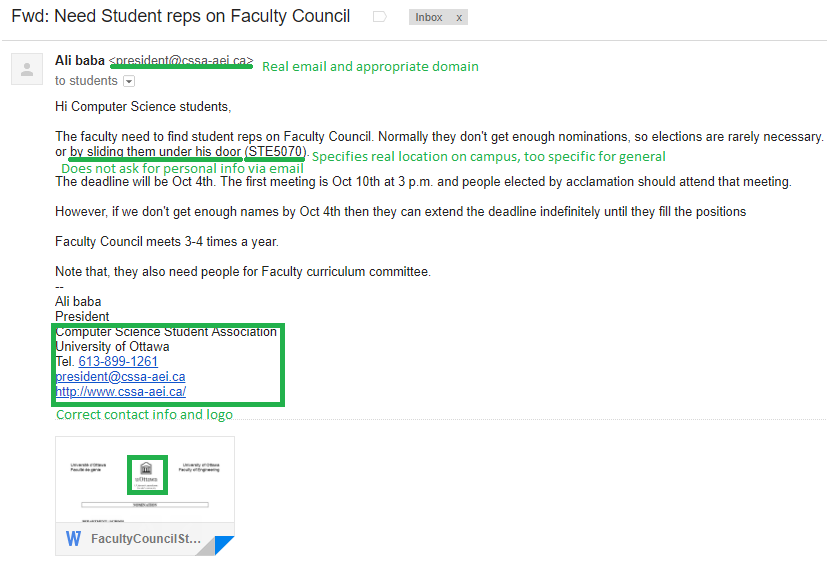 Fwd: Need Student reps on Faculty Council
Inbox x
Ali baba <president@cssa-aei.ca> Real email and appropriate domain
to students
Hi Computer Science students,
The faculty need to find student reps on Faculty Council. Normally they don't get enough nominations, so elections are rarely necessary.
or by sliding them under his door (STE5070). Specifies real location on campus, too specific for general
Does not ask for personal info via email
The deadline will be Oct 4th. The first meeting is Oct 10th at 3 p.m. and people elected by acclamation should attend that meeting.
However, if we don't get enough names by Oct 4th then they can extend the deadline indefinitely until they fill the positions
Faculty Council meets 3-4 times a year.
Note that, they also need people for Faculty curriculum committee.
--
Ali baba
President
Computer Science Student Association
University of Ottawa
Tel. 613-899-1261
president@cssa-aei.ca
http://www.cssa-aei.ca/
Correct contact info and logo
Université d'Ottawa University of Ottawa
Faculté de génie Faculty of Engineering
uOttawa
W FacultyCouncilSt...